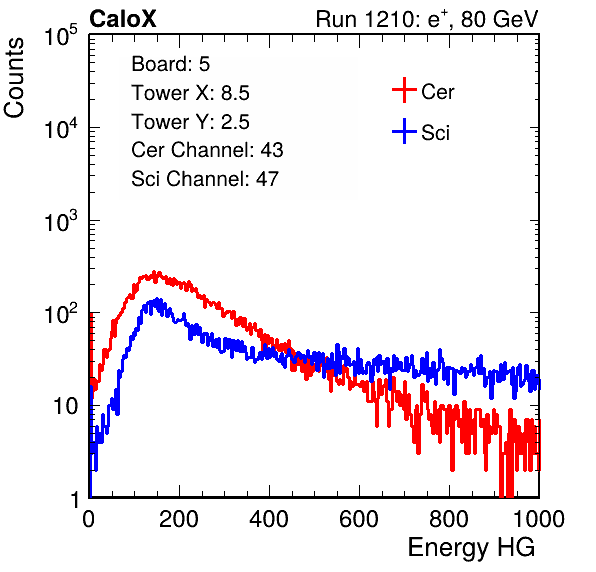 CaloX Run 1210: e⁺, 80 GeV
Board: 5
Tower X: 8.5
Tower Y: 2.5
Cer Channel: 43
Sci Channel: 47
Cer
Sci
Counts
10⁵
10⁴
10³
10²
10
1
0 200 400 600 800 1000
Energy HG